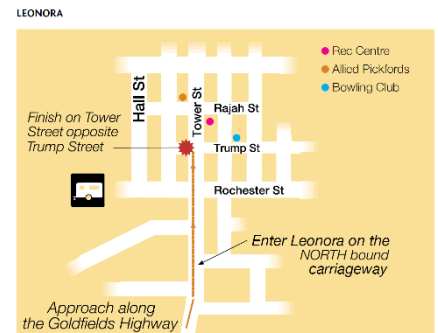 LEONORA
Rec Centre
Allied Pickfords
Bowling Club
Hall St
Tower St
Rajah St
Finish on Tower
Street opposite
Trump Street
Trump St
Rochester St
Enter Leonora on the
NORTH bound
carriageway
Approach along
the Goldfields Highway